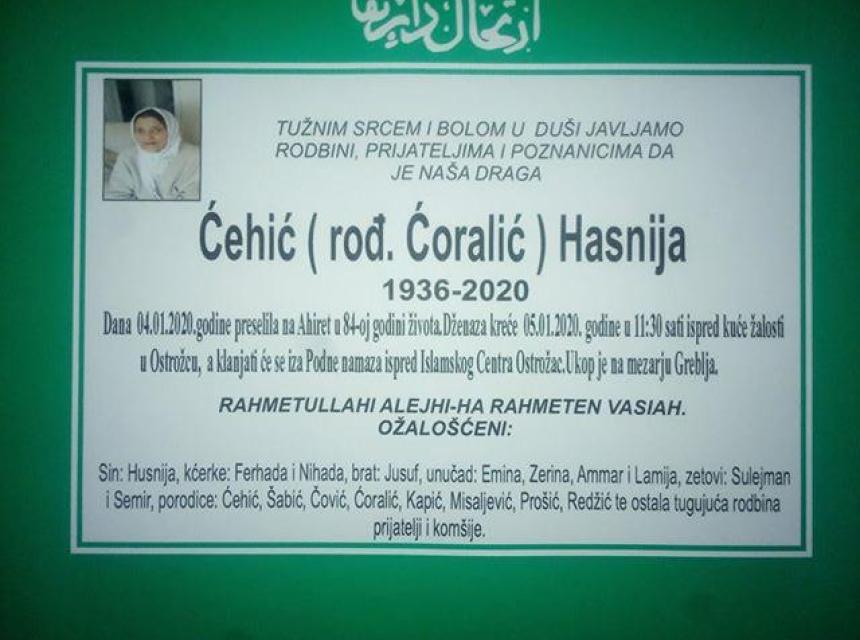 TUŽNIM SRCEM I BOLOM U DUŠI JAVLJAMO
RODBINI, PRIJATELJIMA I POZNANICIMA DA
JE NAŠA DRAGA
Ćehić ( rođ. Ćoralić ) Hasnija
1936-2020
Dana 04.01.2020.godine preselila na Ahiret u 84-oj godini života.Dženaza kreće 05.01.2020. godine u 11:30 sati ispred kuće žalosti
u Ostrožcu, a klanjati će se iza Podne namaza ispred Islamskog Centra Ostrožac.Ukop je na mezarju Greblja.
RAHMETULLAHI ALEJHI-HA RAHMETEN VASIAH.
OŽALOŠĆENI:
Sin: Husnija, kćerke: Ferhada i Nihada, brat: Jusuf, unučad: Emina, Zerina, Ammar i Lamija, zetovi: Sulejman
i Semir, porodice: Ćehić, Šabić, Čović, Ćoralić, Kapić, Misaljević, Prošić, Redžić te ostala tugujuća rodbina
prijatelji i komšije.